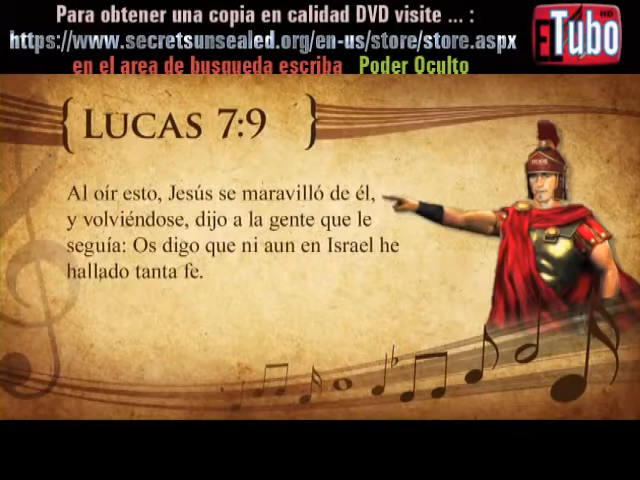 Para obtener una copia en calidad DVD visite ... :
https://www.secretsunsealed.org/en-us/store/store.aspx
en el area de busqueda escriba Poder Oculto
EL Tubo HD
{ LUCAS 7:9 }
Al oír esto, Jesús se maravilló de él,
y volviéndose, dijo a la gente que le
seguía: Os digo que ni aun en Israel he
hallado tanta fe.